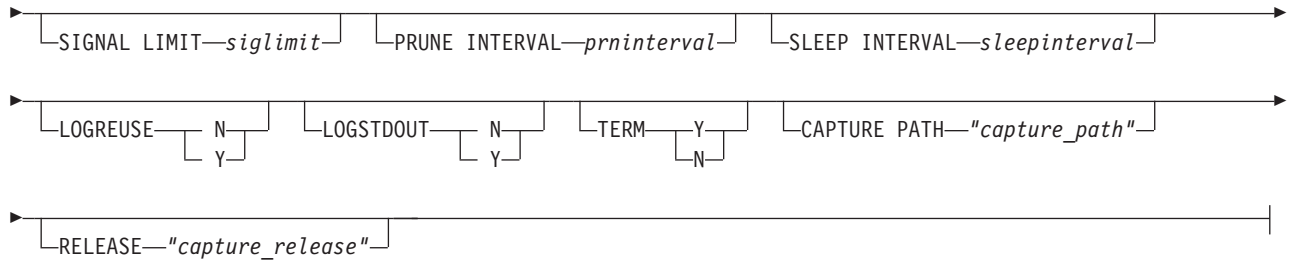 SIGNAL LIMIT siglimit PRUNE INTERVAL prninterval SLEEP INTERVAL sleepinterval
LOGREUSE N LOGSTDOUT N TERM Y CAPTURE PATH "capture_path"
Y Y N
RELEASE "capture_release"